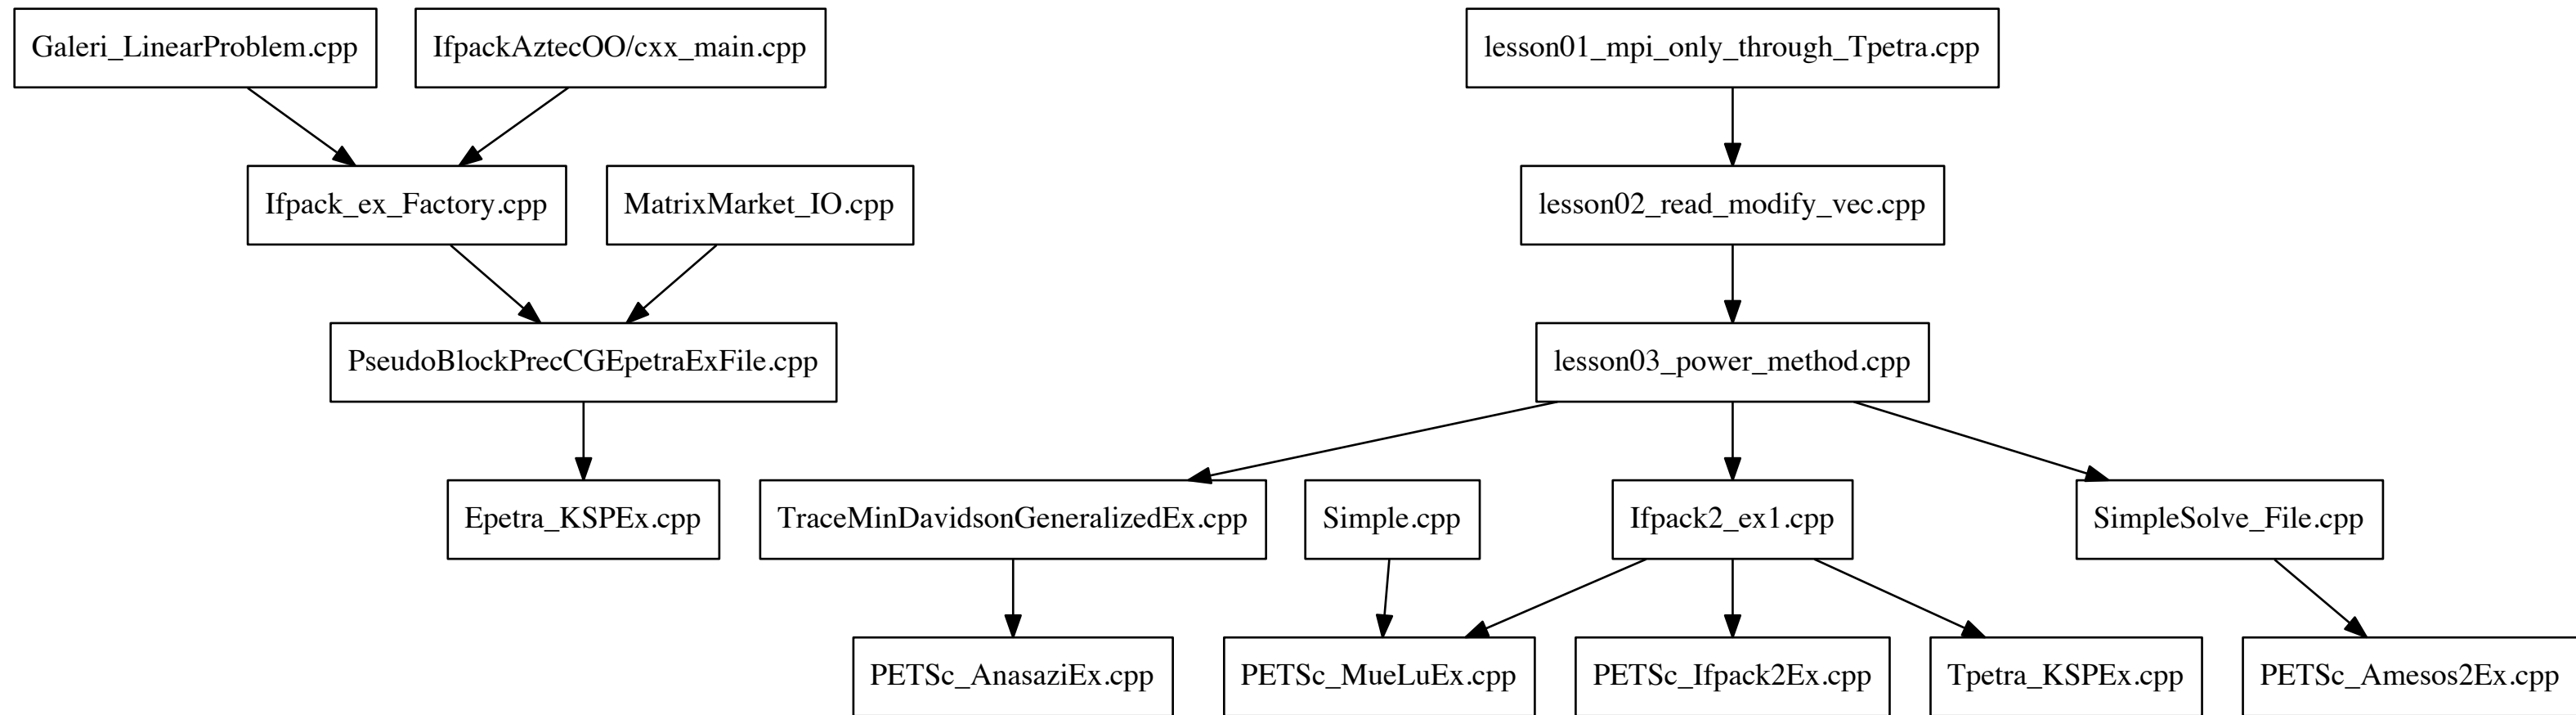 Galeri_LinearProblem.cpp
IfpackAztecOO/cxx_main.cpp
lesson01_mpi_only_through_Tpetra.cpp
Ifpack_ex_Factory.cpp
MatrixMarket_IO.cpp
lesson02_read_modify_vec.cpp
PseudoBlockPrecCGEpetraExFile.cpp
lesson03_power_method.cpp
Epetra_KSPEx.cpp
TraceMinDavidsonGeneralizedEx.cpp
Simple.cpp
Ifpack2_ex1.cpp
SimpleSolve_File.cpp
PETSc_AnasaziEx.cpp
PETSc_MueLuEx.cpp
PETSc_Ifpack2Ex.cpp
Tpetra_KSPEx.cpp
PETSc_Amesos2Ex.cpp